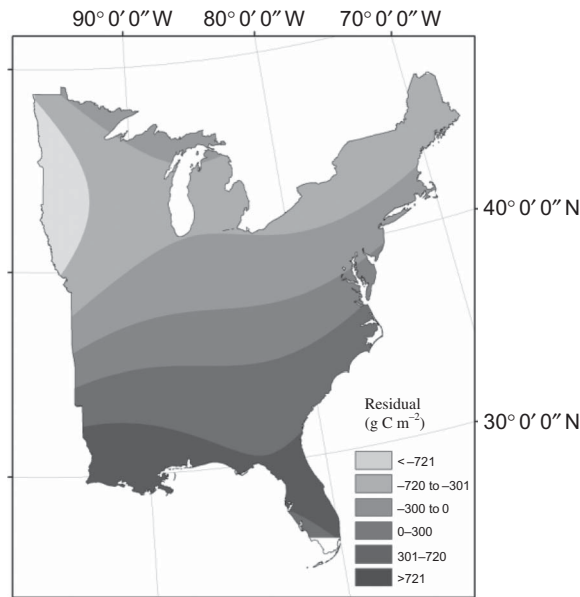 90° 0′ 0″W 80° 0′ 0″W 70° 0′ 0″W
40° 0′ 0″N
30° 0′ 0″N
Residual
(g C m⁻²)
< –721
–720 to –301
–300 to 0
0–300
301–720
>721